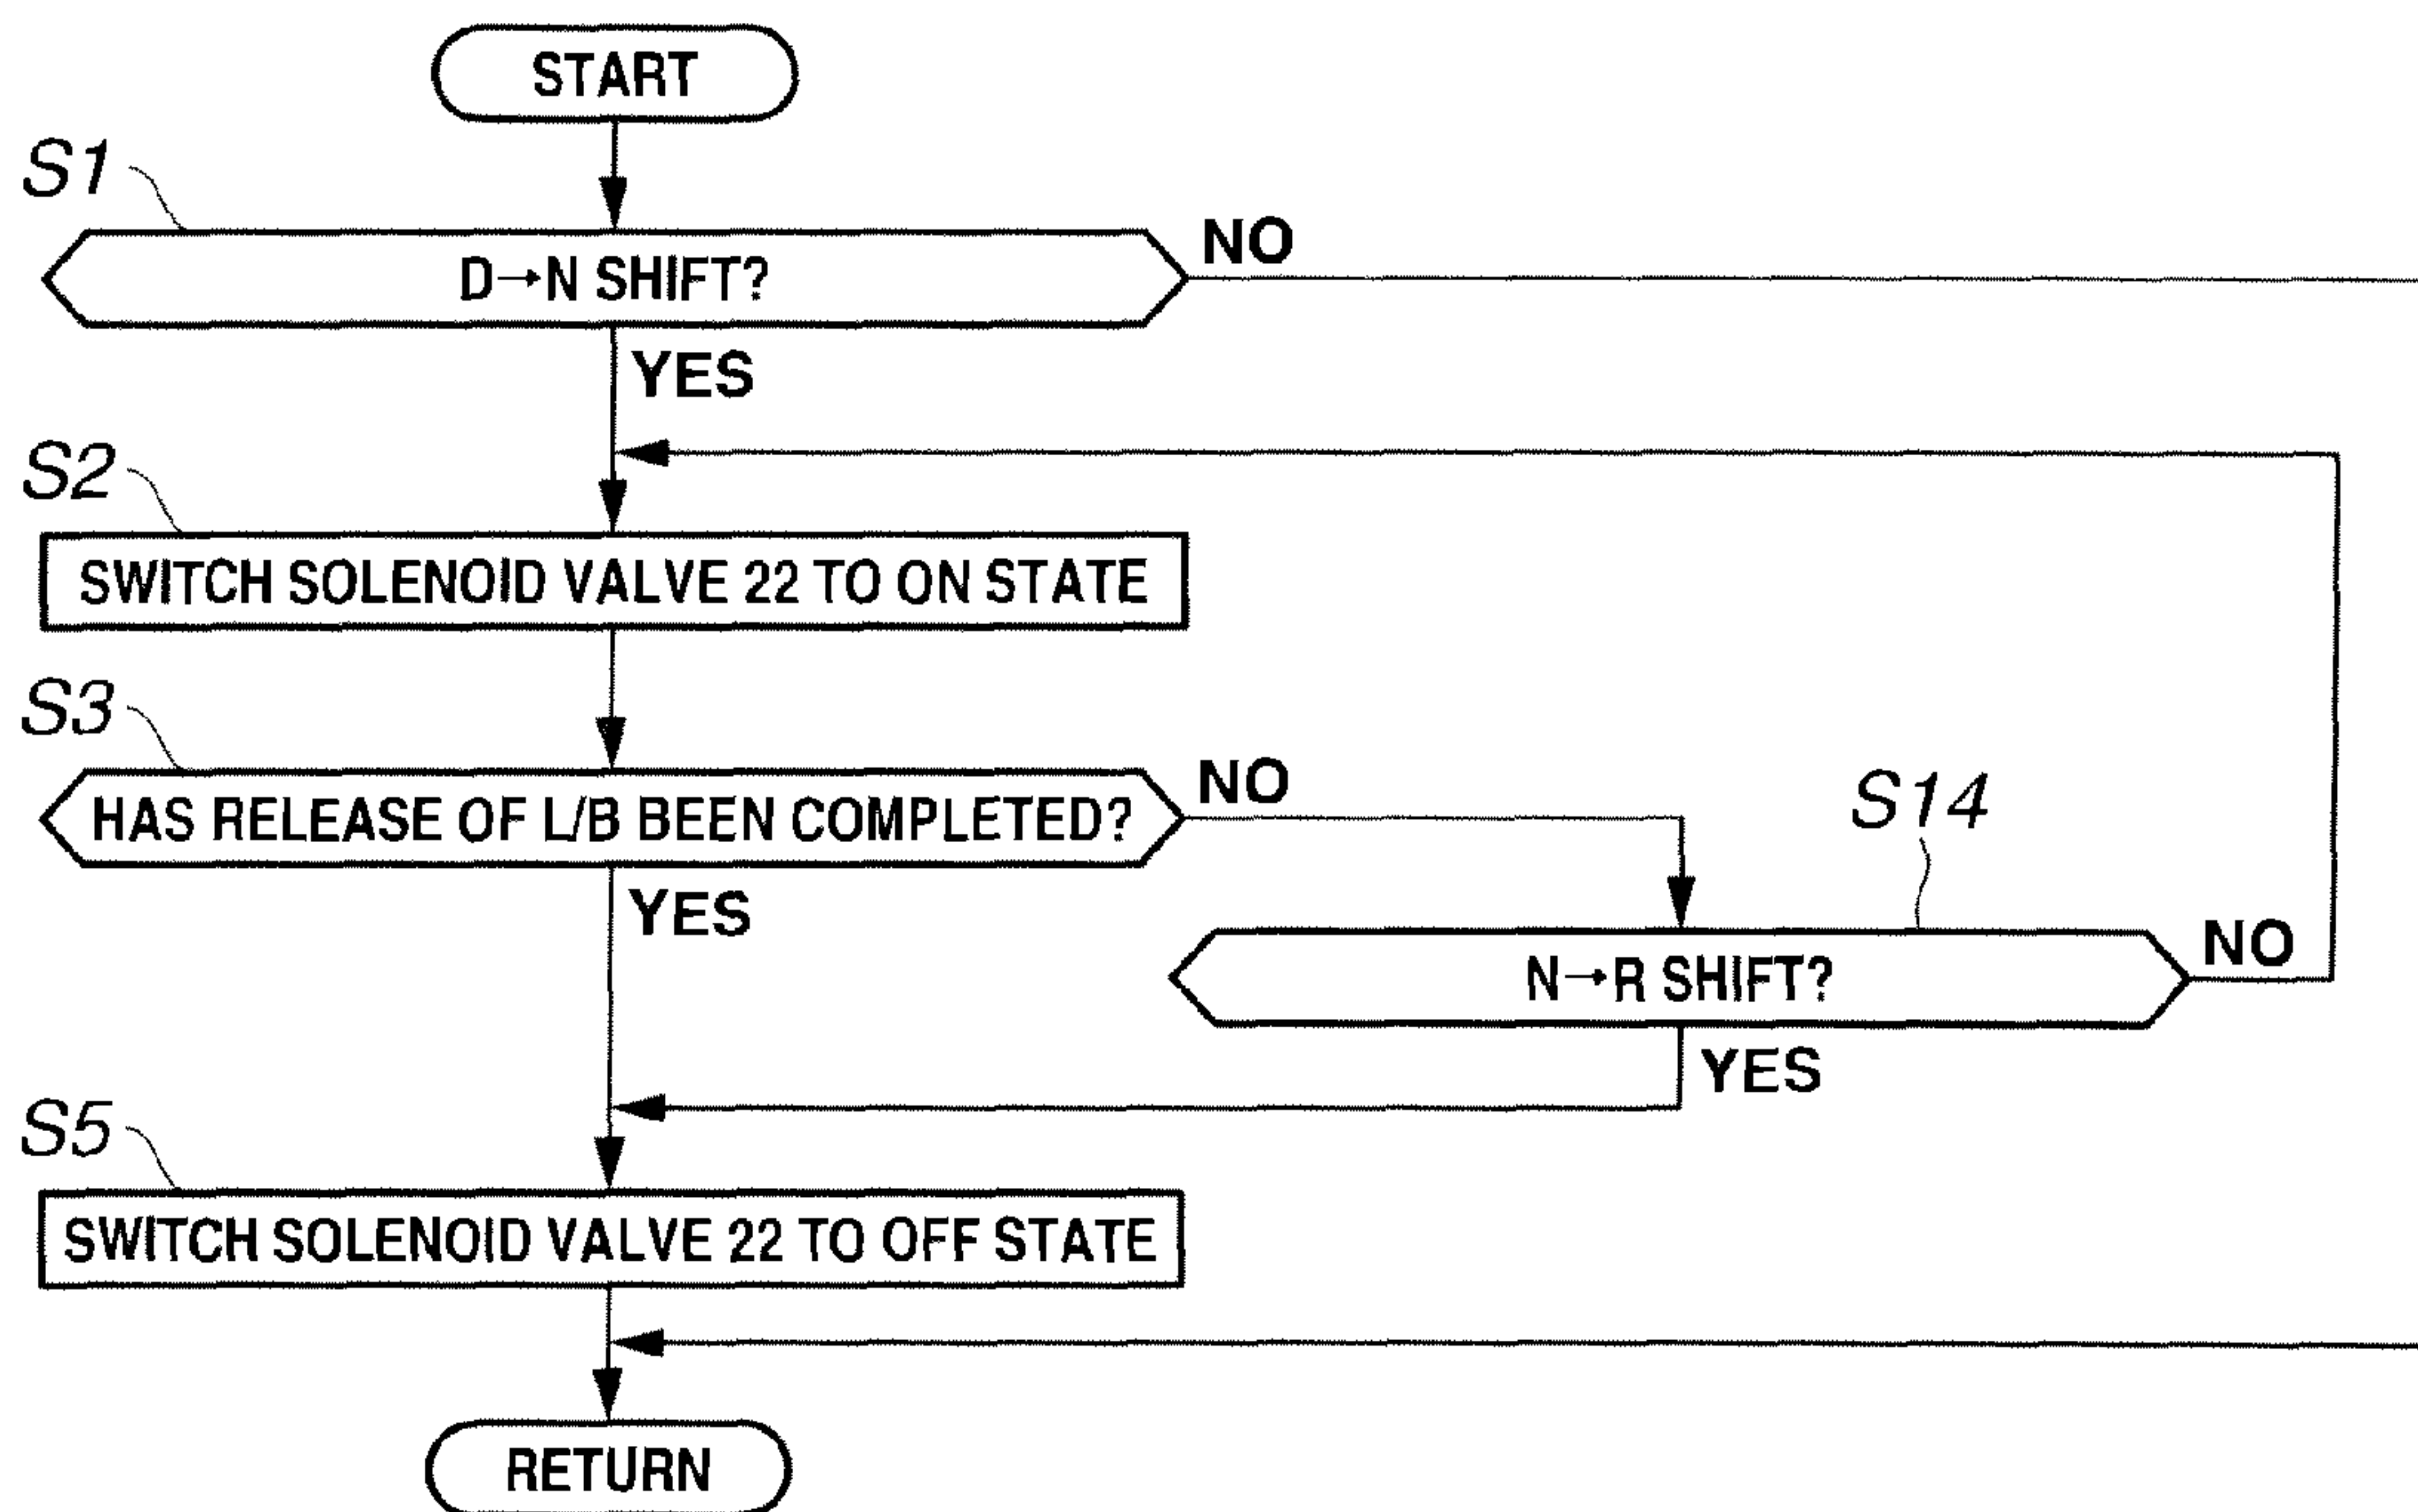 START
S1
D→N SHIFT?
NO
YES
S2
SWITCH SOLENOID VALVE 22 TO ON STATE
S3
HAS RELEASE OF L/B BEEN COMPLETED?
NO
YES
S14
N→R SHIFT?
NO
YES
S5
SWITCH SOLENOID VALVE 22 TO OFF STATE
RETURN